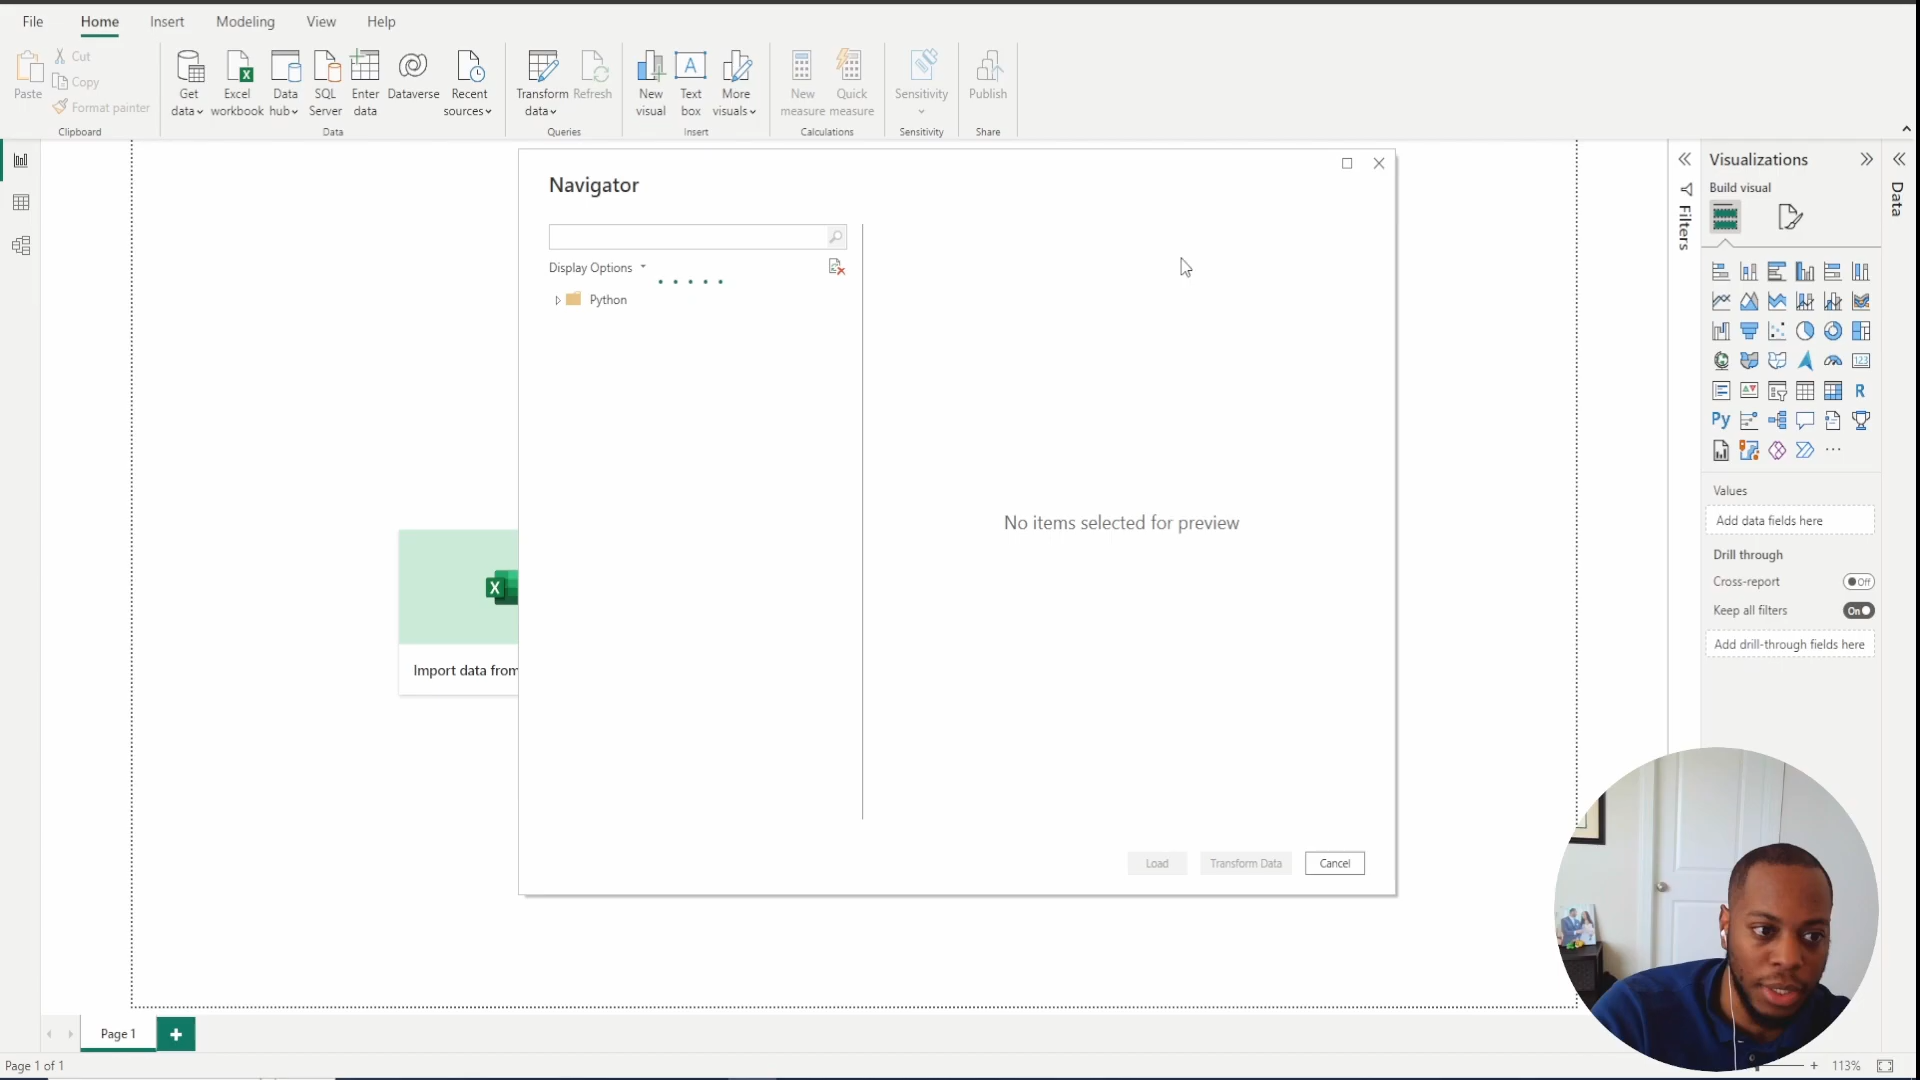 File Home Insert Modeling View Help
Paste
Cut
Copy
Format painter
Clipboard
Get data
Excel workbook
Data hub
SQL Server
Enter data
Dataverse
Recent sources
Data
Transform data
Refresh
Queries
New visual
Text box
More visuals
Insert
New measure
Quick measure
Calculations
Sensitivity
Sensitivity
Publish
Share
Navigator
Display Options
Python
No items selected for preview
Load
Transform Data
Cancel
Import data from
Filters
Visualizations
Build visual
123
R
Py
Values
Add data fields here
Drill through
Cross-report
Off
Keep all filters
On
Add drill-through fields here
Data
Page 1
Page 1 of 1
113%